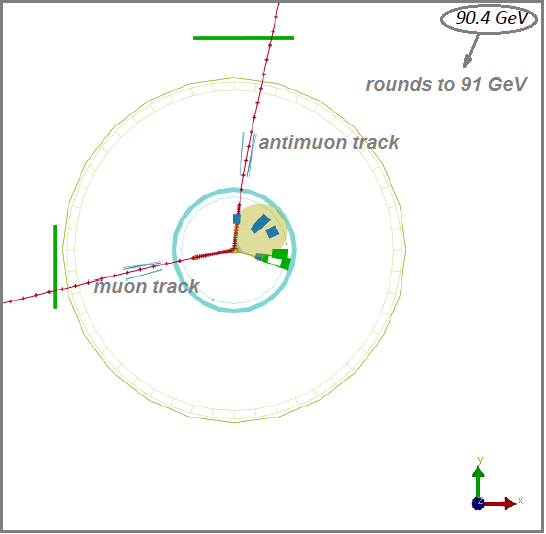 90.4 GeV
rounds to 91 GeV
antimuon track
muon track
y
x
z